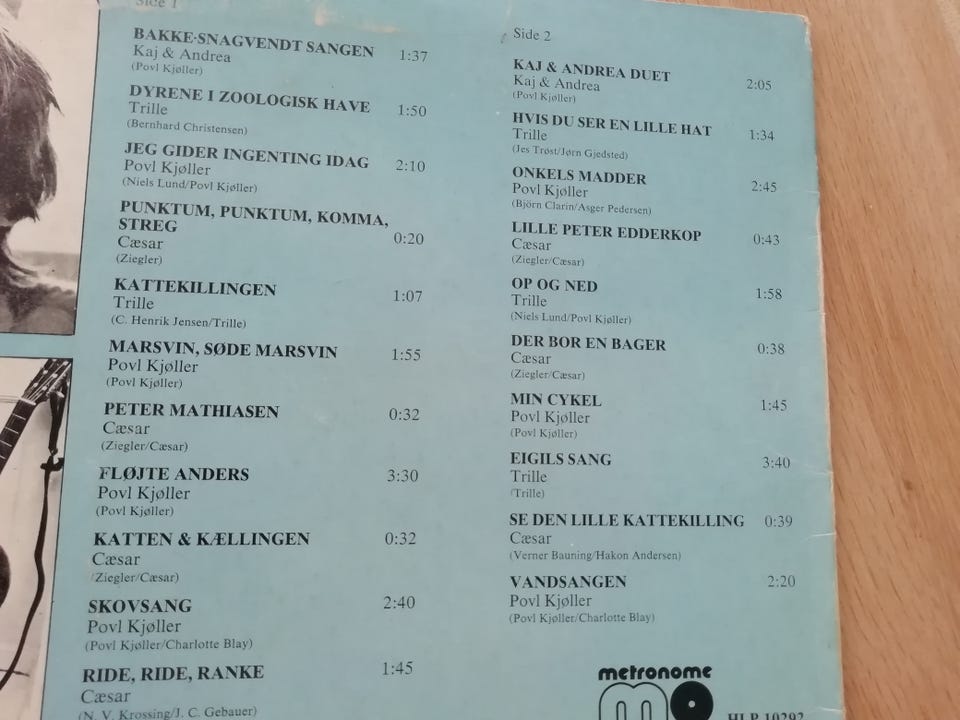 Side 1
BAKKE-SNAGVENDT SANGEN 1:37
Kaj & Andrea
(Povl Kjøller)
DYRENE I ZOOLOGISK HAVE 1:50
Trille
(Bernhard Christensen)
JEG GIDER INGENTING IDAG 2:10
Povl Kjøller
(Niels Lund/Povl Kjøller)
PUNKTUM, PUNKTUM, KOMMA,
STREG 0:20
Cæsar
(Ziegler)
KATTEKILLINGEN 1:07
Trille
(C. Henrik Jensen/Trille)
MARSVIN, SØDE MARSVIN 1:55
Povl Kjøller
(Povl Kjøller)
PETER MATHIASEN 0:32
Cæsar
(Ziegler/Cæsar)
FLØJTE ANDERS 3:30
Povl Kjøller
(Povl Kjøller)
KATTEN & KÆLLINGEN 0:32
Cæsar
(Ziegler/Cæsar)
SKOVSANG 2:40
Povl Kjøller
(Povl Kjøller/Charlotte Blay)
RIDE, RIDE, RANKE 1:45
Cæsar
(N. V. Krossing/J. C. Gebauer)
Side 2
KAJ & ANDREA DUET 2:05
Kaj & Andrea
(Povl Kjøller)
HVIS DU SER EN LILLE HAT 1:34
Trille
(Jes Trøst/Jørn Gjedsted)
ONKELS MADDER 2:45
Povl Kjøller
(Björn Clarin/Asger Pedersen)
LILLE PETER EDDERKOP 0:43
Cæsar
(Ziegler/Cæsar)
OP OG NED 1:58
Trille
(Niels Lund/Povl Kjøller)
DER BOR EN BAGER 0:38
Cæsar
(Ziegler/Cæsar)
MIN CYKEL 1:45
Povl Kjøller
(Povl Kjøller)
EIGILS SANG 3:40
Trille
(Trille)
SE DEN LILLE KATTEKILLING 0:39
Cæsar
(Verner Bauning/Hakon Andersen)
VANDSANGEN 2:20
Povl Kjøller
(Povl Kjøller/Charlotte Blay)
metronome
HLP 10292